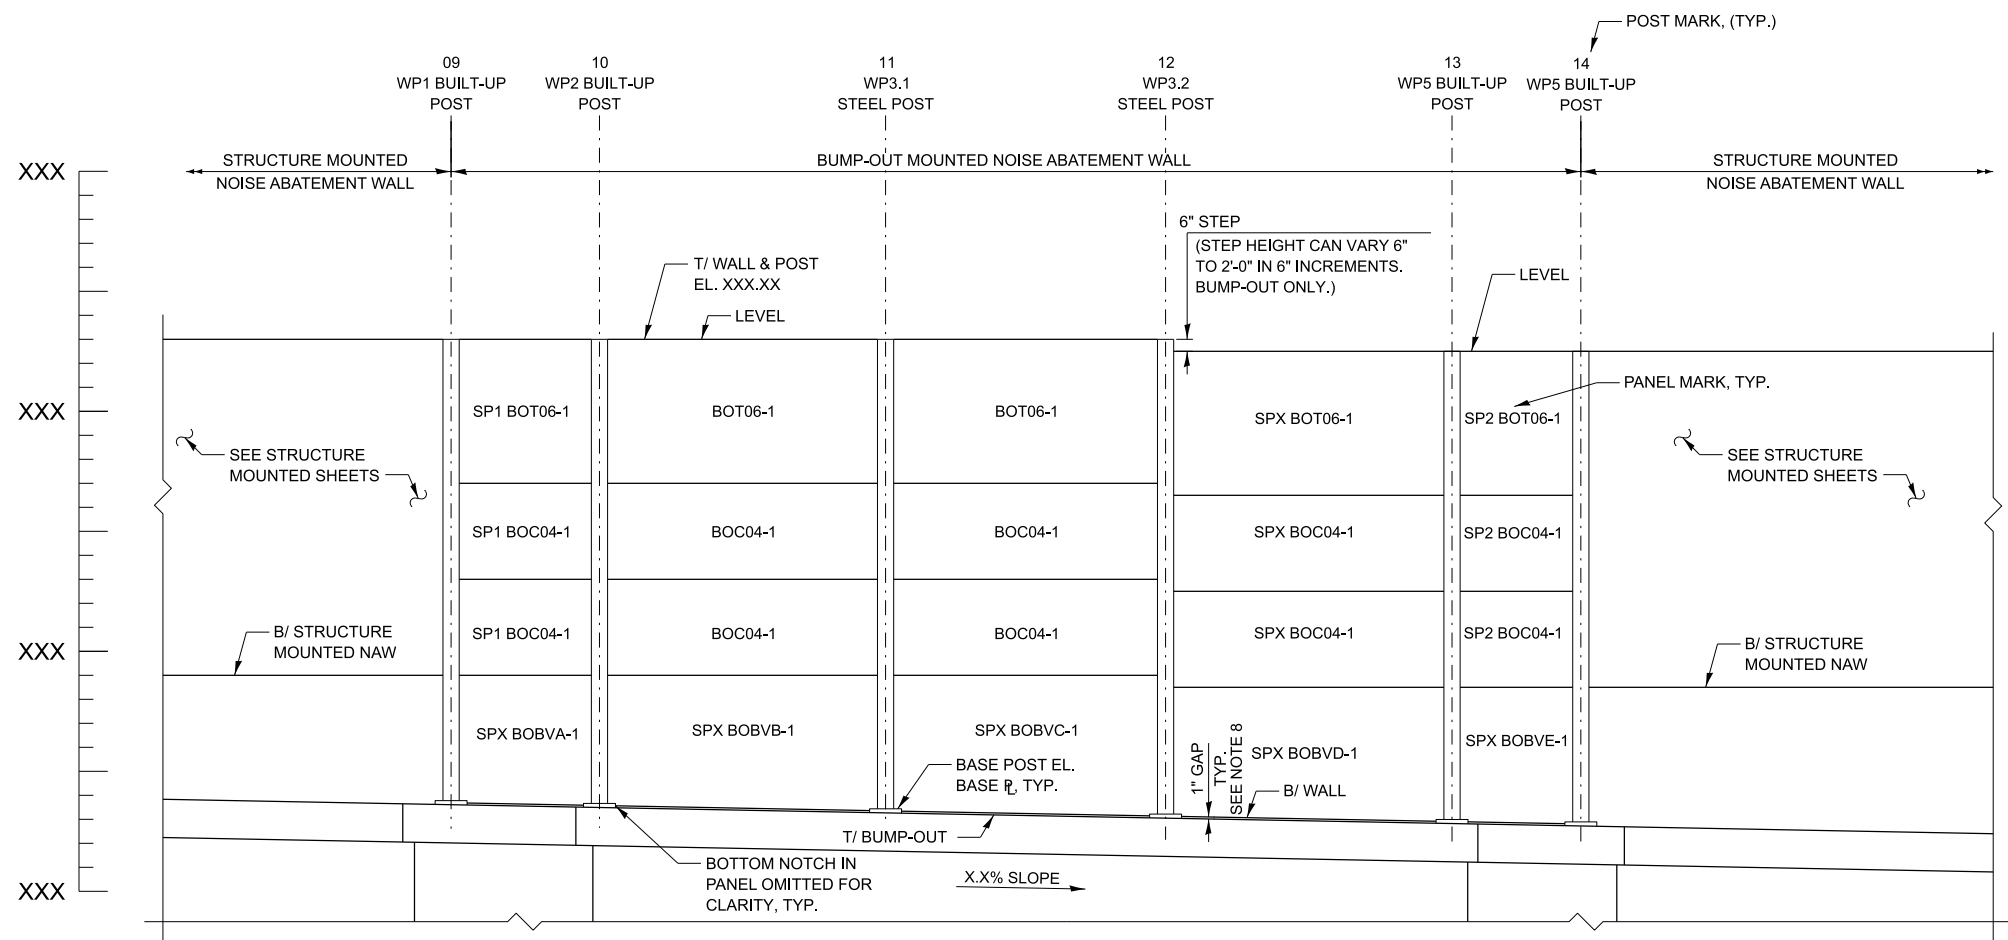 POST MARK, (TYP.)
09
WP1 BUILT-UP
POST
10
WP2 BUILT-UP
POST
11
WP3.1
STEEL POST
12
WP3.2
STEEL POST
13
WP5 BUILT-UP
POST
14
WP5 BUILT-UP
POST
XXX
STRUCTURE MOUNTED
NOISE ABATEMENT WALL
BUMP-OUT MOUNTED NOISE ABATEMENT WALL
STRUCTURE MOUNTED
NOISE ABATEMENT WALL
6" STEP
(STEP HEIGHT CAN VARY 6"
TO 2'-0" IN 6" INCREMENTS.
BUMP-OUT ONLY.)
T/ WALL & POST
EL. XXX.XX
LEVEL
LEVEL
PANEL MARK, TYP.
XXX
SP1 BOT06-1
BOT06-1
BOT06-1
SPX BOT06-1
SP2 BOT06-1
SEE STRUCTURE
MOUNTED SHEETS
SEE STRUCTURE
MOUNTED SHEETS
SP1 BOC04-1
BOC04-1
BOC04-1
SPX BOC04-1
SP2 BOC04-1
XXX
B/ STRUCTURE
MOUNTED NAW
SP1 BOC04-1
BOC04-1
BOC04-1
SPX BOC04-1
SP2 BOC04-1
B/ STRUCTURE
MOUNTED NAW
SPX BOBVA-1
SPX BOBVB-1
SPX BOBVC-1
SPX BOBVD-1
SPX BOBVE-1
1" GAP
TYP.
SEE NOTE 8
BASE POST EL.
BASE PL, TYP.
B/ WALL
T/ BUMP-OUT
BOTTOM NOTCH IN
PANEL OMITTED FOR
CLARITY, TYP.
X.X% SLOPE
XXX